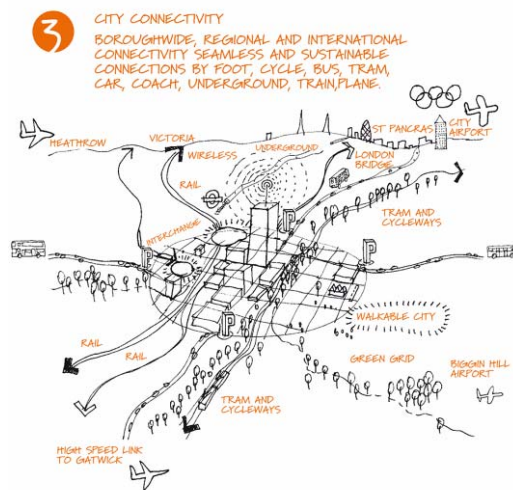 3
CITY CONNECTIVITY
BOROUGHWIDE, REGIONAL AND INTERNATIONAL
CONNECTIVITY SEAMLESS AND SUSTAINABLE
CONNECTIONS BY FOOT, CYCLE, BUS, TRAM,
CAR, COACH, UNDERGROUND, TRAIN,PLANE.
HEATHROW
VICTORIA
WIRELESS
UNDERGROUND
ST PANCRAS
CITY
AIRPORT
LONDON
BRIDGE
RAIL
TRAM AND
CYCLEWAYS
INTERCHANGE
P
P
P
P
WALKABLE CITY
RAIL
RAIL
GREEN GRID
BIGGIN HILL
AIRPORT
TRAM AND
CYCLEWAYS
HIGH SPEED LINK
TO GATWICK